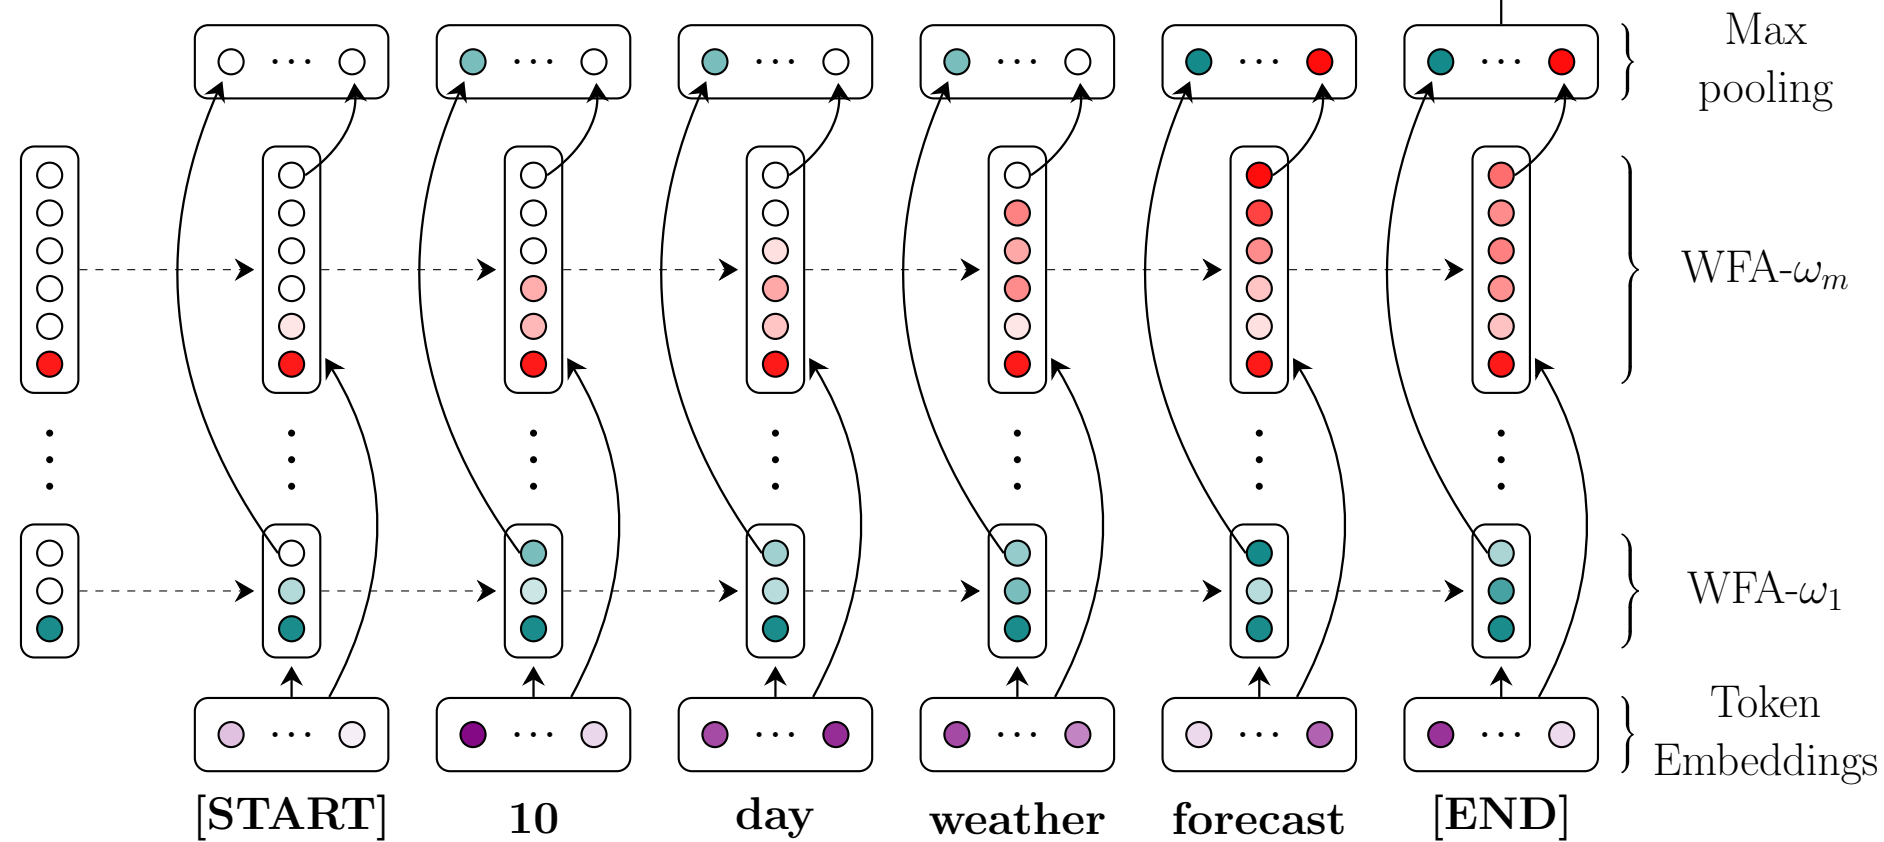 Max
pooling
WFA-ωₘ
WFA-ω₁
Token
Embeddings
[START] 10 day weather forecast [END]